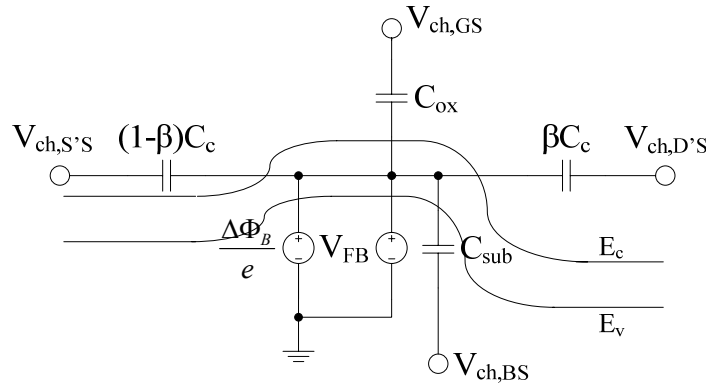 V_ch,GS
C_ox
V_ch,S'S (1-β)C_c βC_c V_ch,D'S
ΔΦ_B
e
+ - V_FB + - C_sub E_c
E_v
V_ch,BS